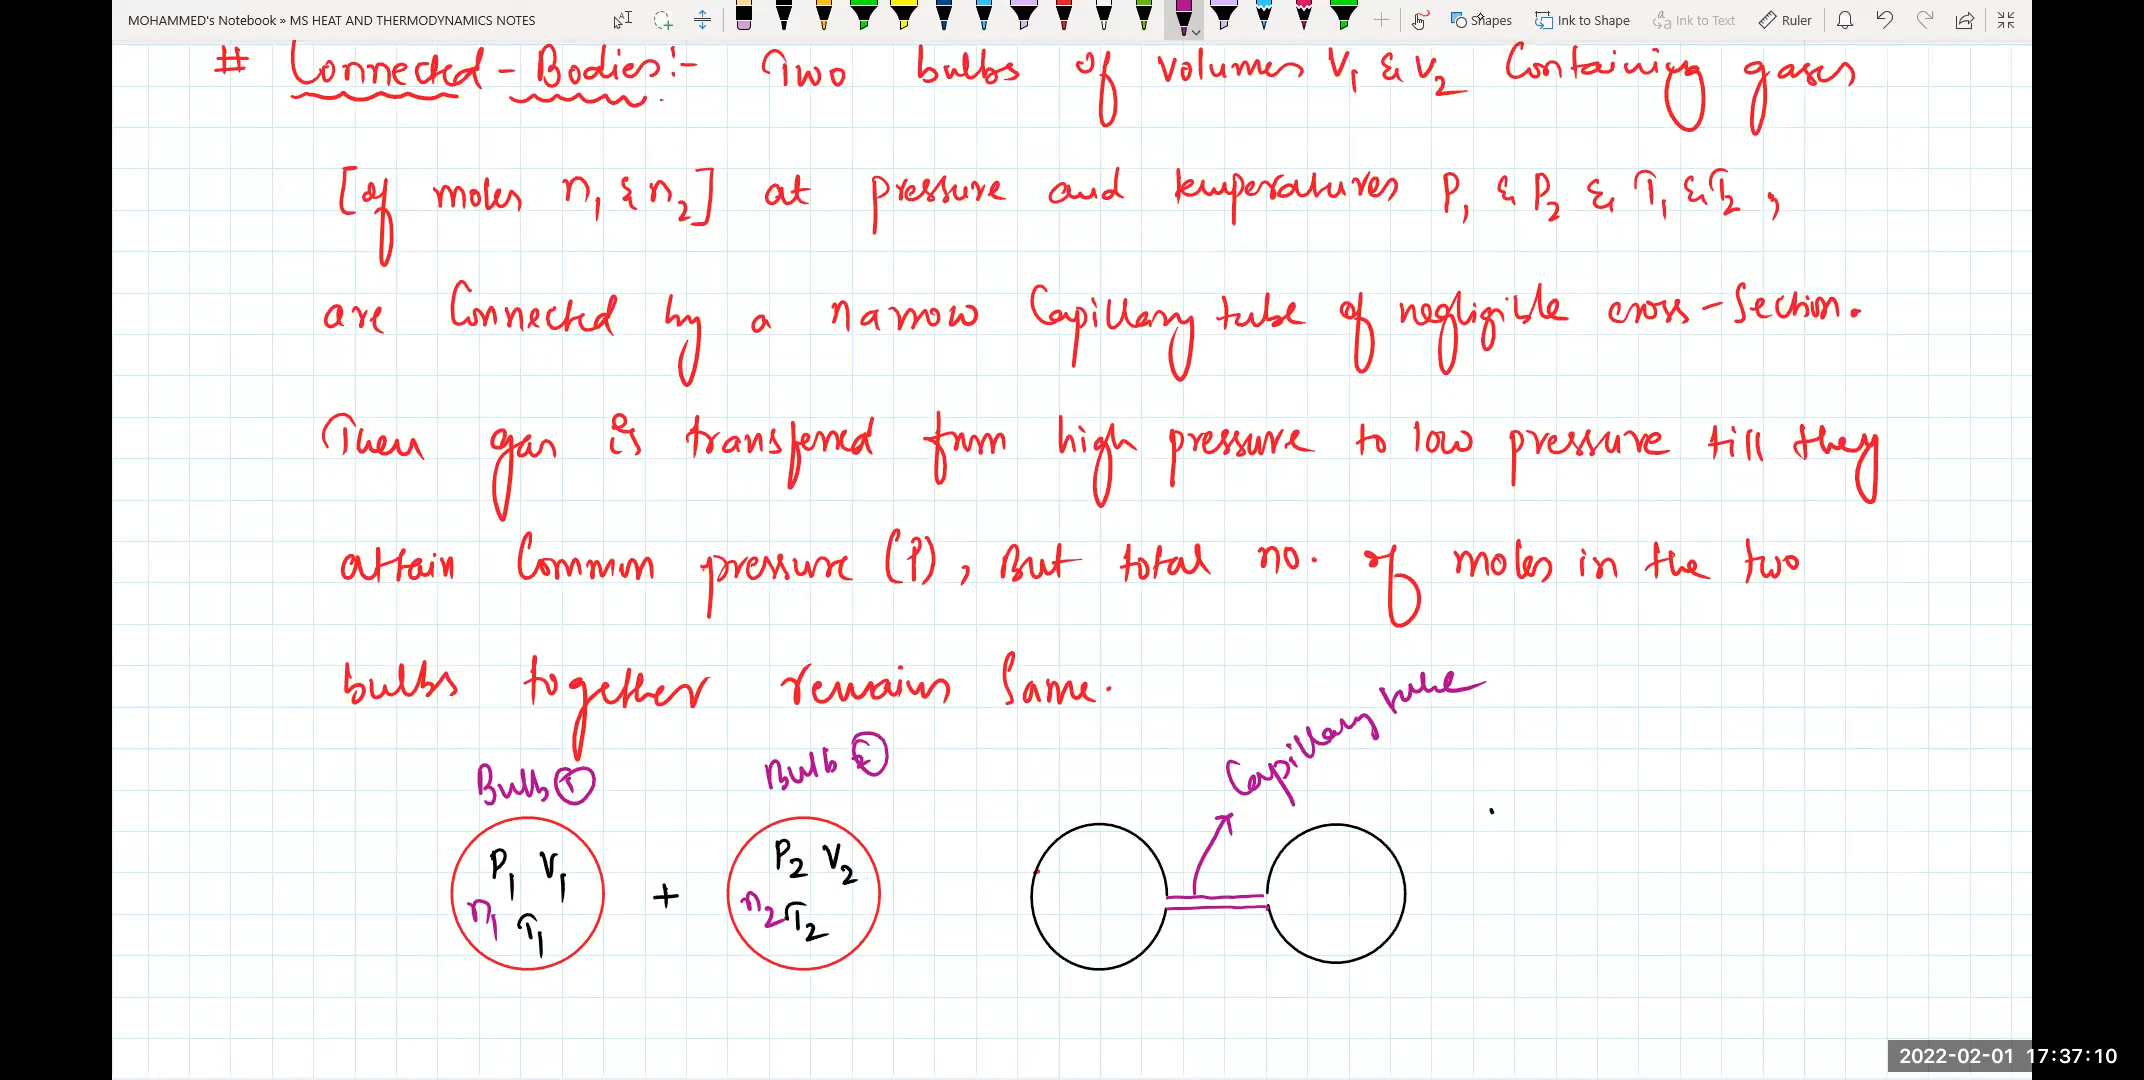 MOHAMMED's Notebook » MS HEAT AND THERMODYNAMICS NOTES
Shapes Ink to Shape Ink to Text Ruler
# Connected - Bodies :- Two bulbs of volumes V₁ & V₂ Containing gases
[of moles n₁ & n₂] at pressure and temperatures P₁ & P₂ & T₁ & T₂,
are Connected by a narrow Capillary tube of negligible cross-Section.
Then gas is transferred from high pressure to low pressure till they
attain Common pressure (P), But total no. of moles in the two
bulbs together remains Same.
Bulb ① Bulb ② Capillary tube
P₁ V₁
n₁ T₁
+
P₂ V₂
n₂ T₂
2022-02-01 17:37:10